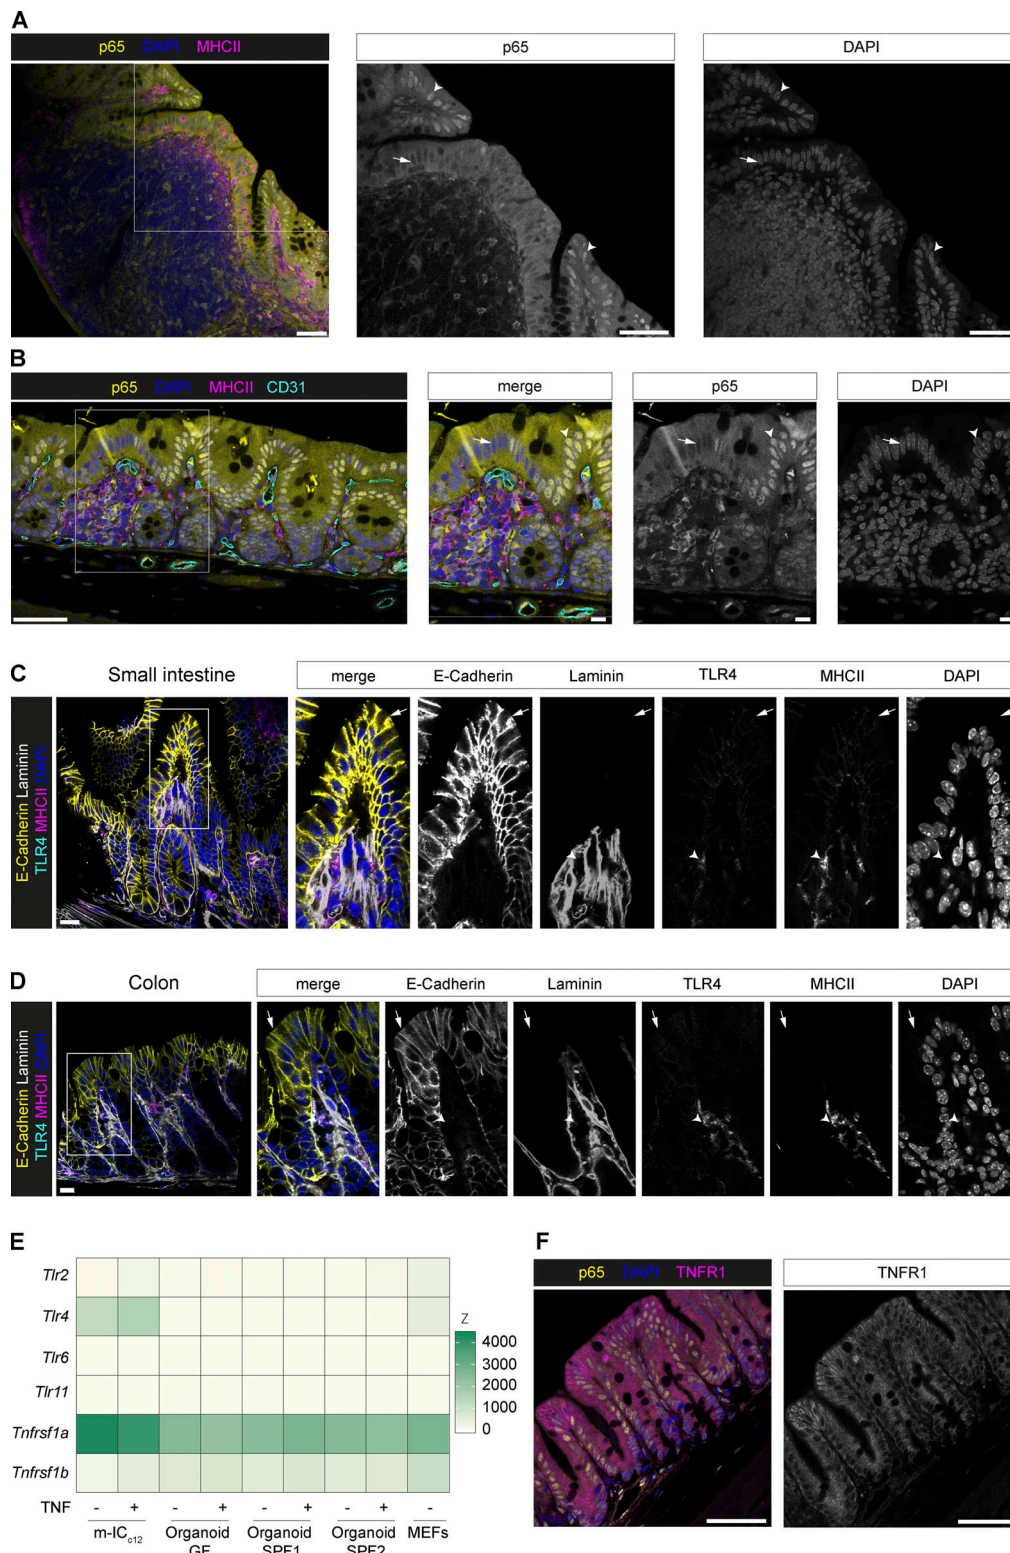 A
p65 DAPI MHCII
p65
DAPI
B
p65 DAPI MHCII CD31
merge
p65
DAPI
C
Small intestine
E-Cadherin Laminin
TLR4 MHCII DAPI
merge
E-Cadherin
Laminin
TLR4
MHCII
DAPI
D
Colon
E-Cadherin Laminin
TLR4 MHCII DAPI
merge
E-Cadherin
Laminin
TLR4
MHCII
DAPI
E
Tlr2
Tlr4
Tlr6
Tlr11
Tnfrsf1a
Tnfrsf1b
Z
4000
3000
2000
1000
0
TNF - + - + - + - + -
m-ICc12 Organoid GF Organoid SPF1 Organoid SPF2 MEFs
F
p65 DAPI TNFR1
TNFR1